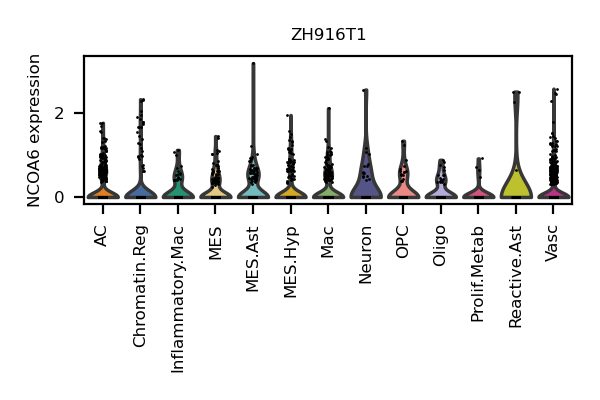 ZH916T1
NCOA6 expression
2
0
AC
Chromatin.Reg
Inflammatory.Mac
MES
MES.Ast
MES.Hyp
Mac
Neuron
OPC
Oligo
Prolif.Metab
Reactive.Ast
Vasc